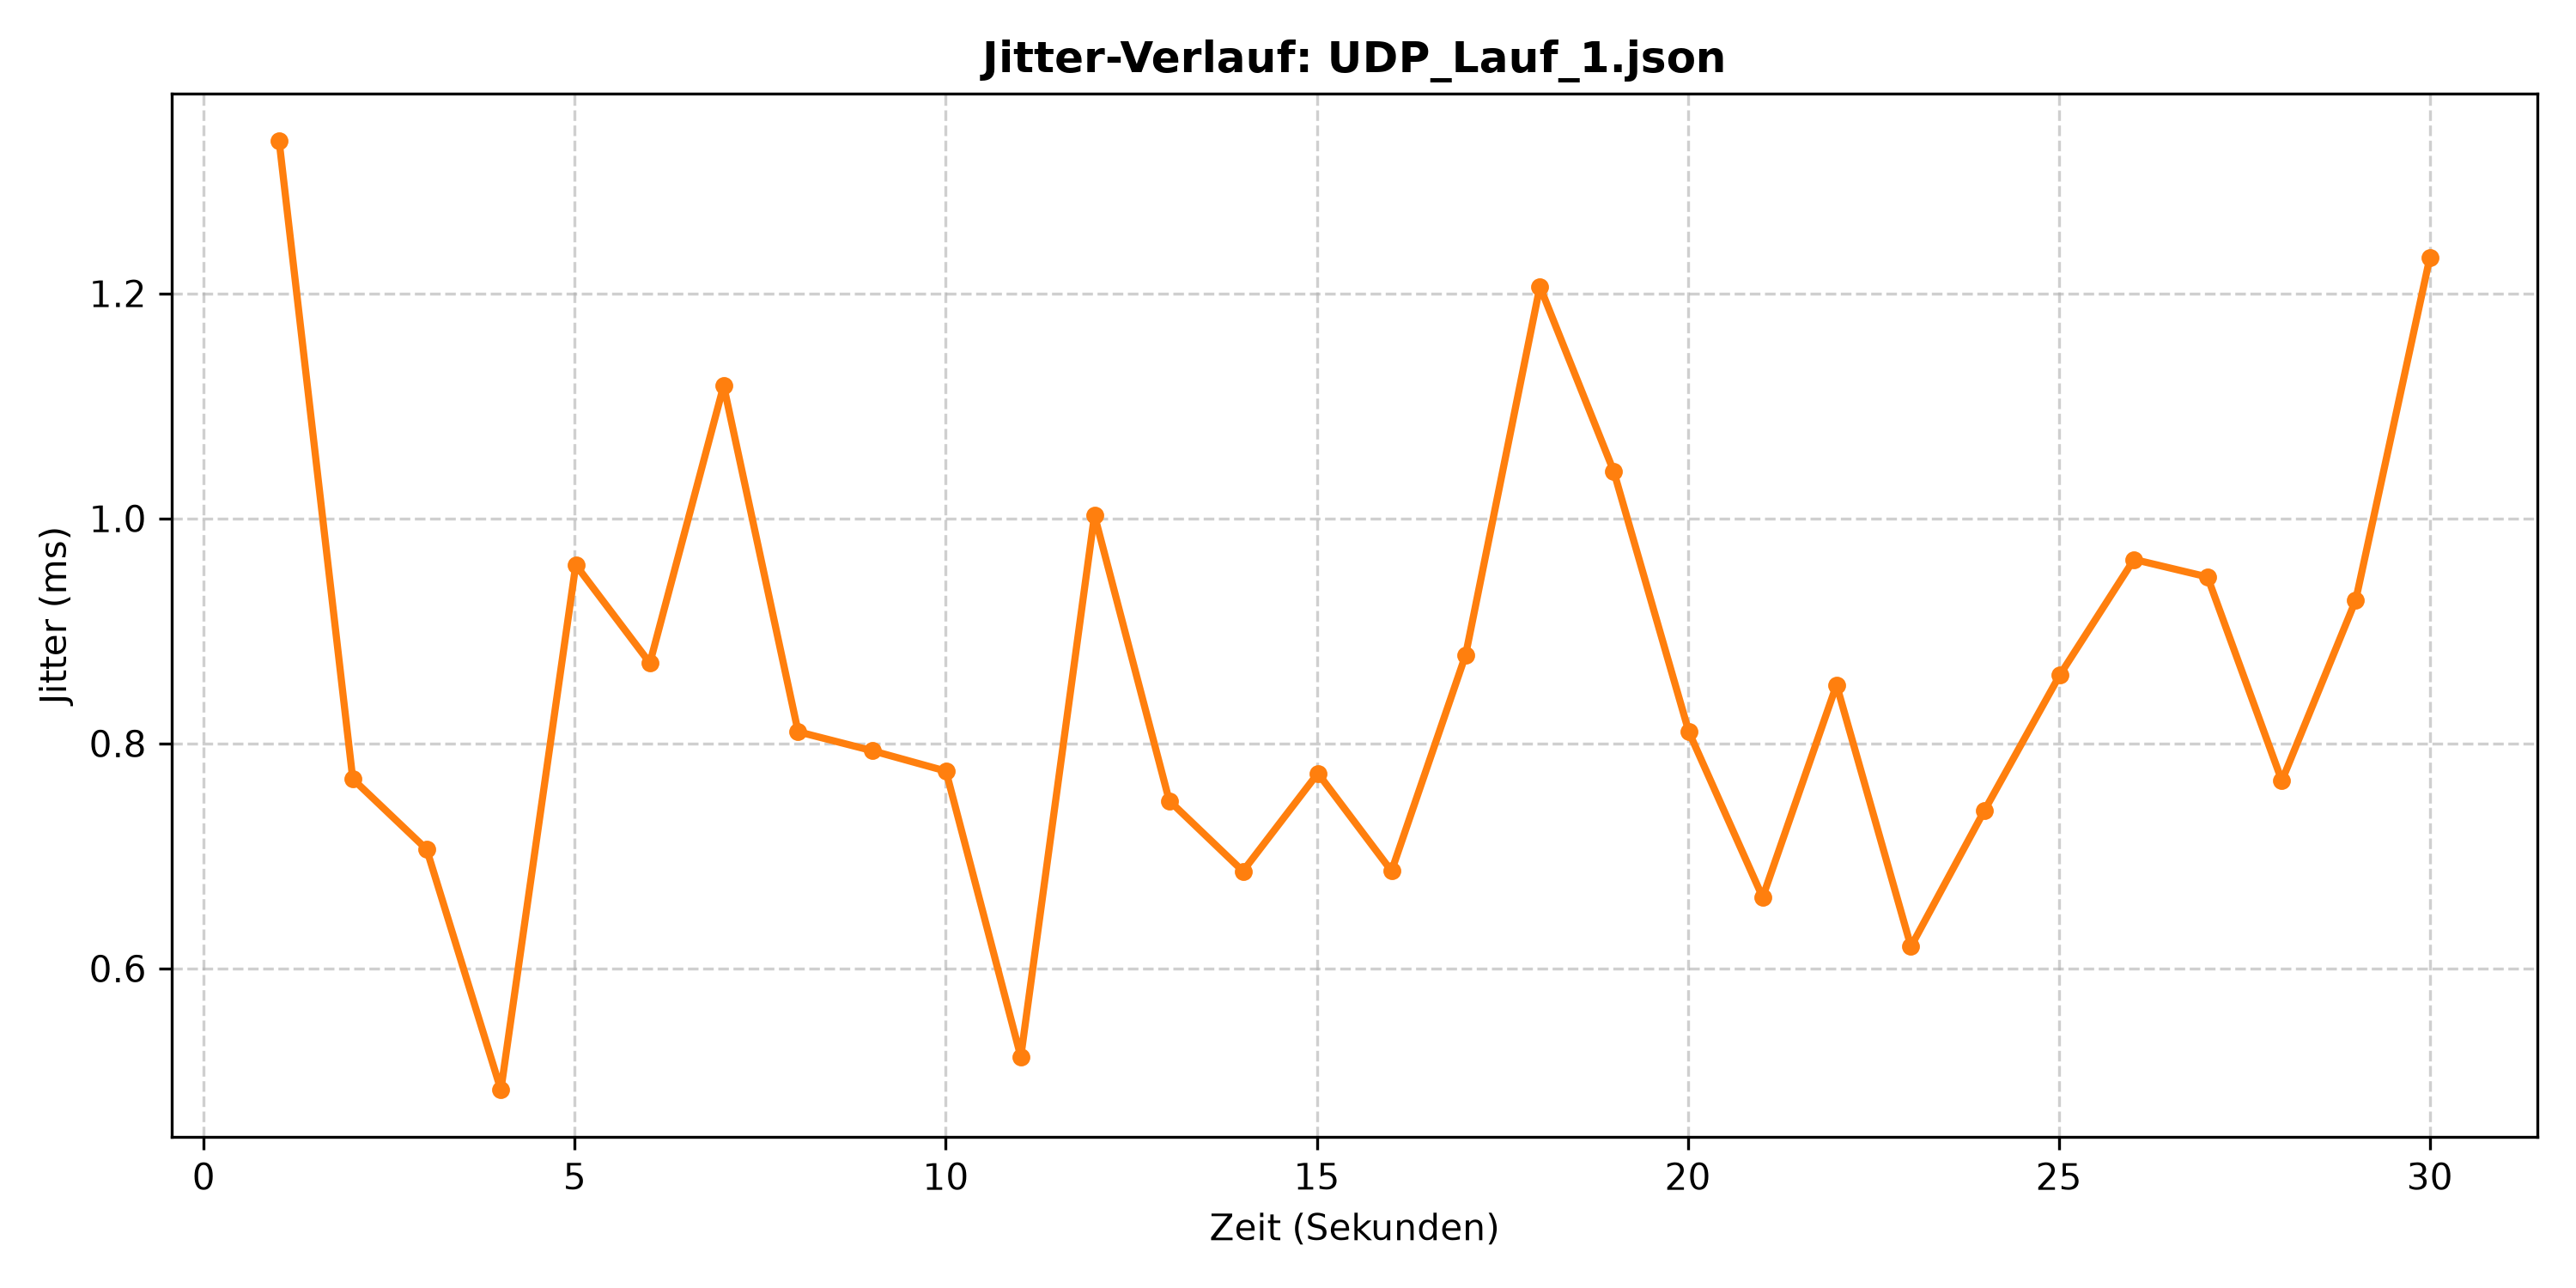 Jitter-Verlauf: UDP_Lauf_1.json
1.2
1.0
0.8
0.6
Jitter (ms)
0 5 10 15 20 25 30
Zeit (Sekunden)